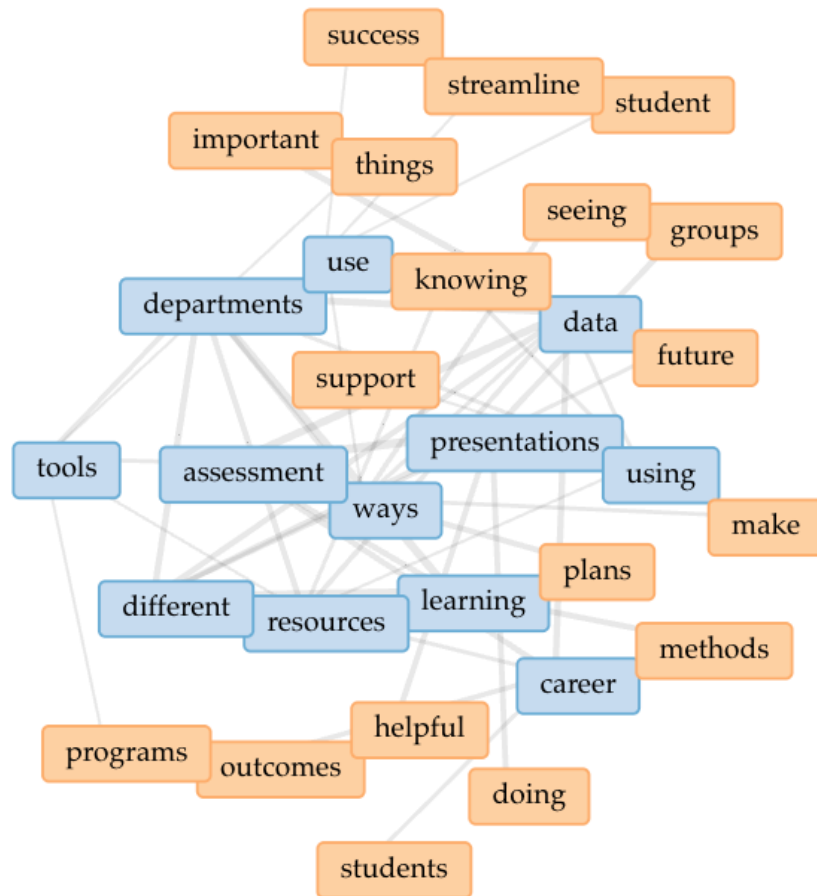 success
streamline
student
important
things
seeing
groups
use
knowing
departments
data
future
support
presentations
tools
assessment
using
ways
make
plans
different
learning
resources
methods
career
helpful
programs
outcomes
doing
students